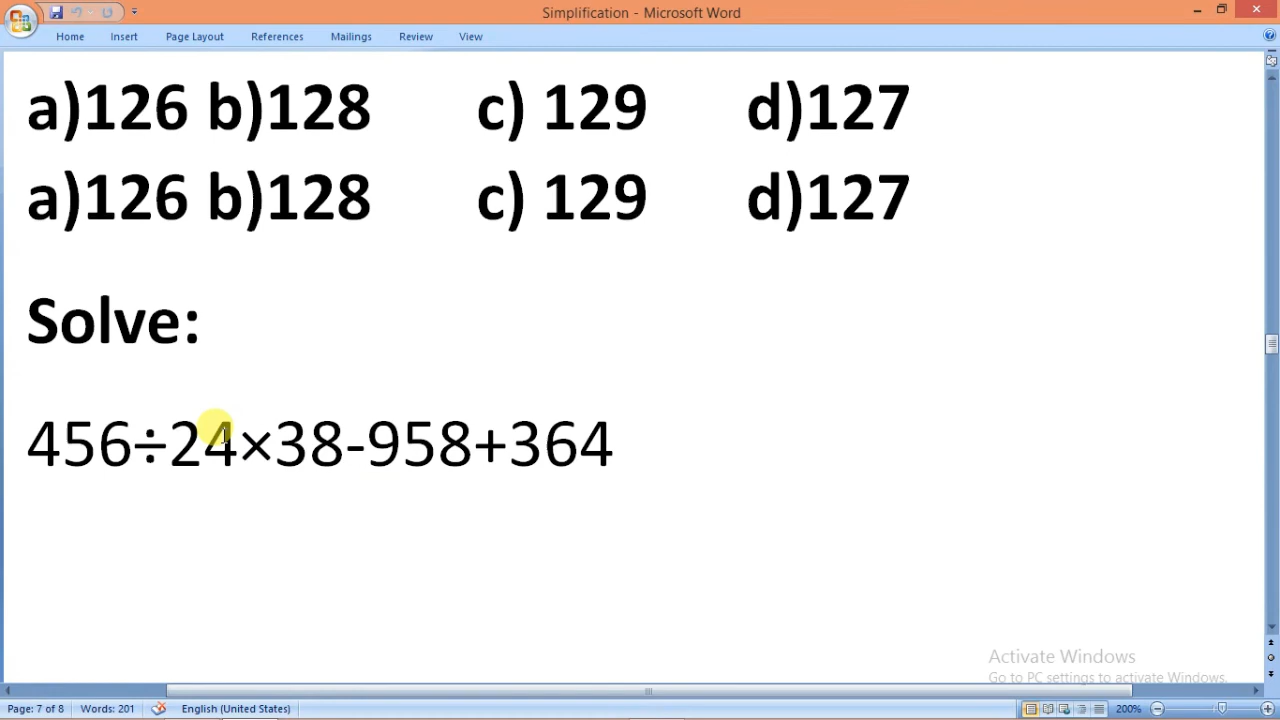 Simplification - Microsoft Word
Home Insert Page Layout References Mailings Review View
a)126 b)128 c) 129 d)127
a)126 b)128 c) 129 d)127
Solve:
456÷24×38-958+364
Activate Windows
Go to PC settings to activate Windows.
Page: 7 of 8 Words: 201 English (United States) 200%